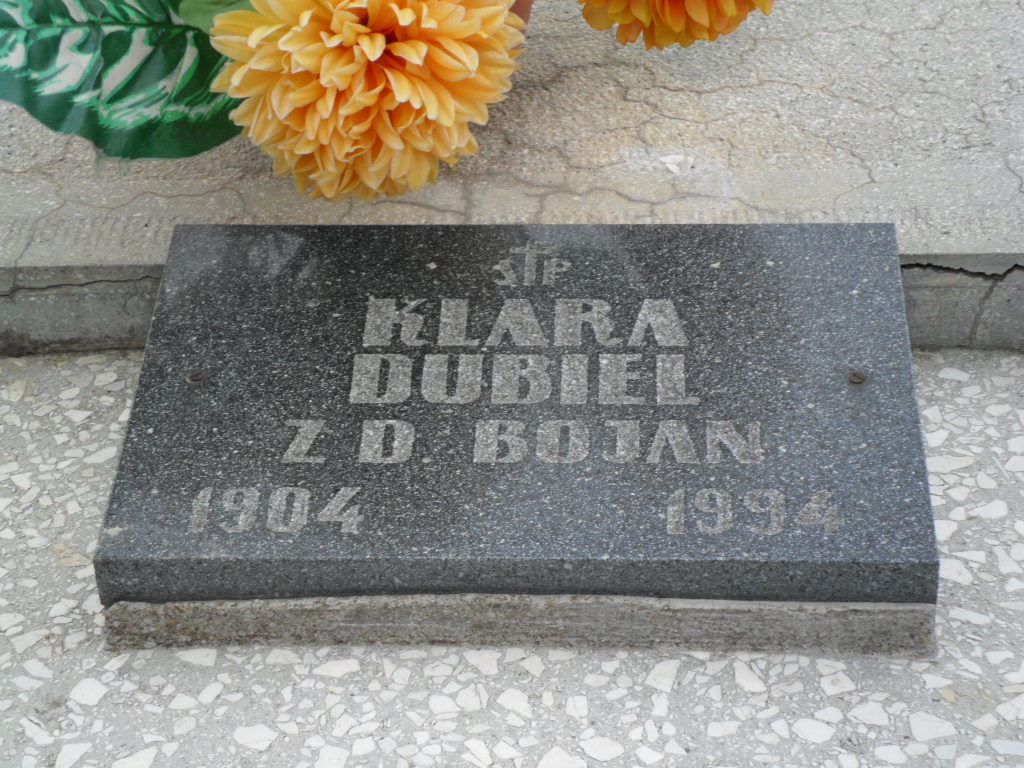 S†P
KLARA
DUBIEL
Z D. BOJAN
1904 1994